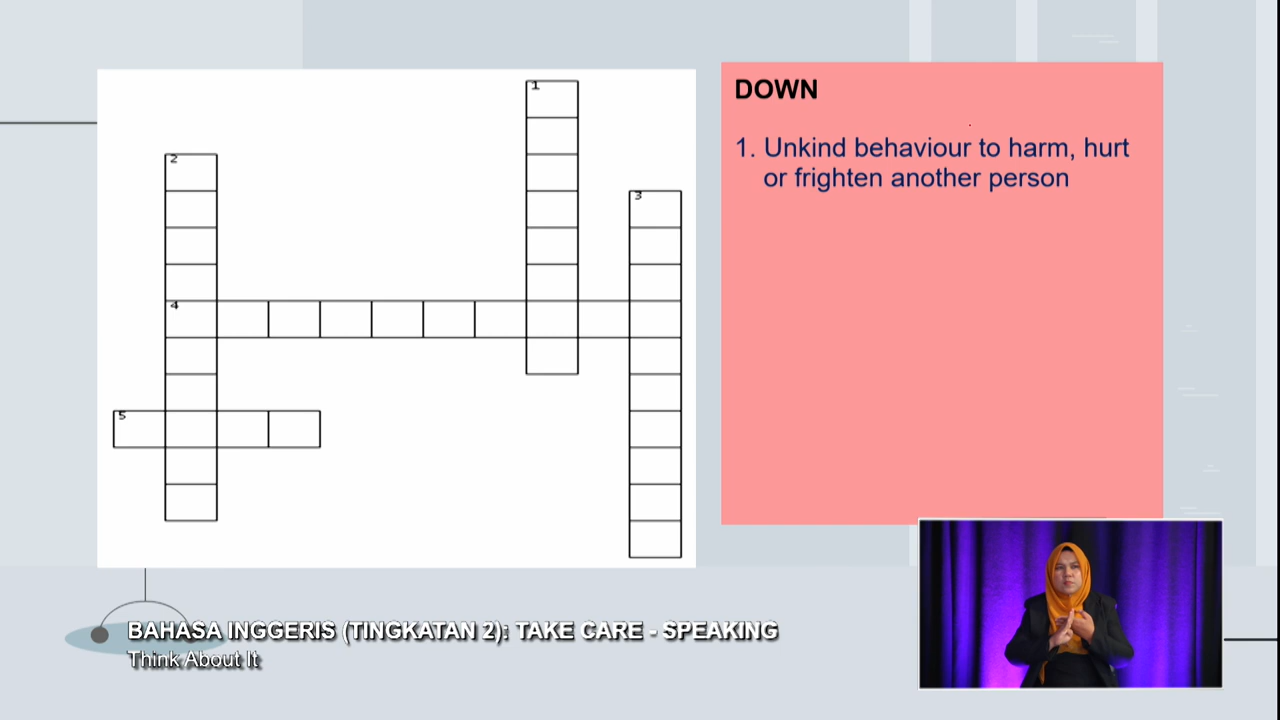 1
2
3
4
5
DOWN
1. Unkind behaviour to harm, hurt
or frighten another person
BAHASA INGGERIS (TINGKATAN 2): TAKE CARE - SPEAKING
Think About It